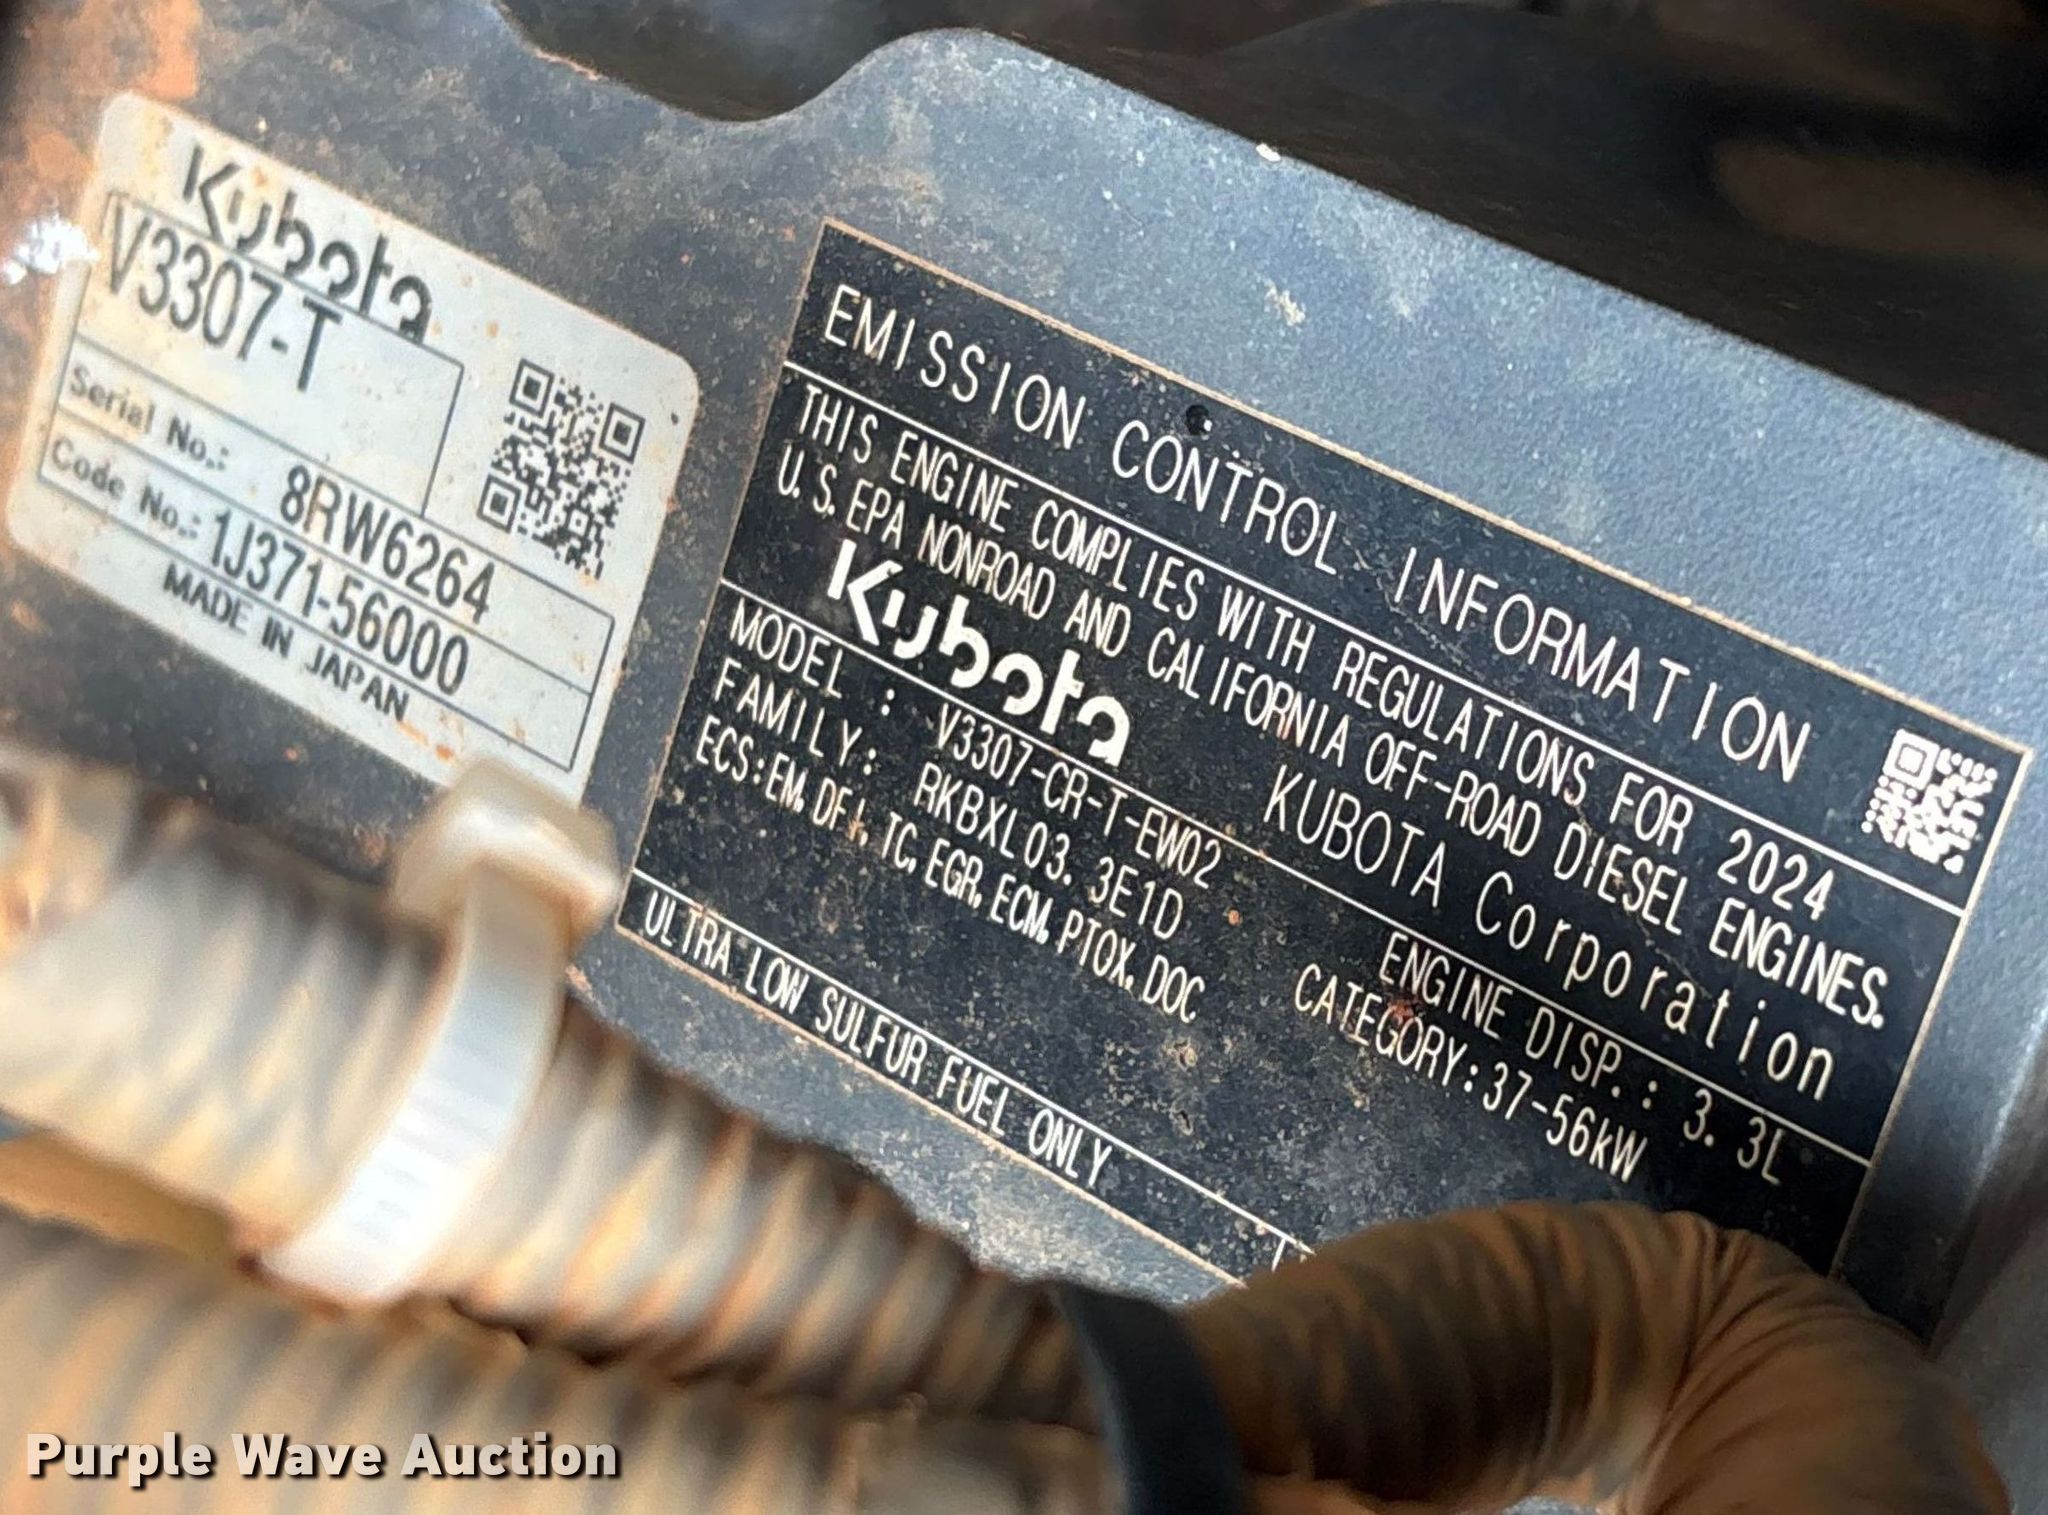 Kubota
V3307-T
Serial No.: 8RW6264
Code No.: 1J371-56000
MADE IN JAPAN
EMISSION CONTROL INFORMATION
THIS ENGINE COMPLIES WITH REGULATIONS FOR 2024
U.S. EPA NONROAD AND CALIFORNIA OFF-ROAD DIESEL ENGINES.
Kubota KUBOTA Corporation
MODEL : V3307-CR-T-EW02 ENGINE DISP.: 3.3L
FAMILY: RKBXL03.3E1D CATEGORY:37-56kW
ECS:EM, DFI, TC, EGR, ECM, PTOX, DOC
ULTRA LOW SULFUR FUEL ONLY
Purple Wave Auction